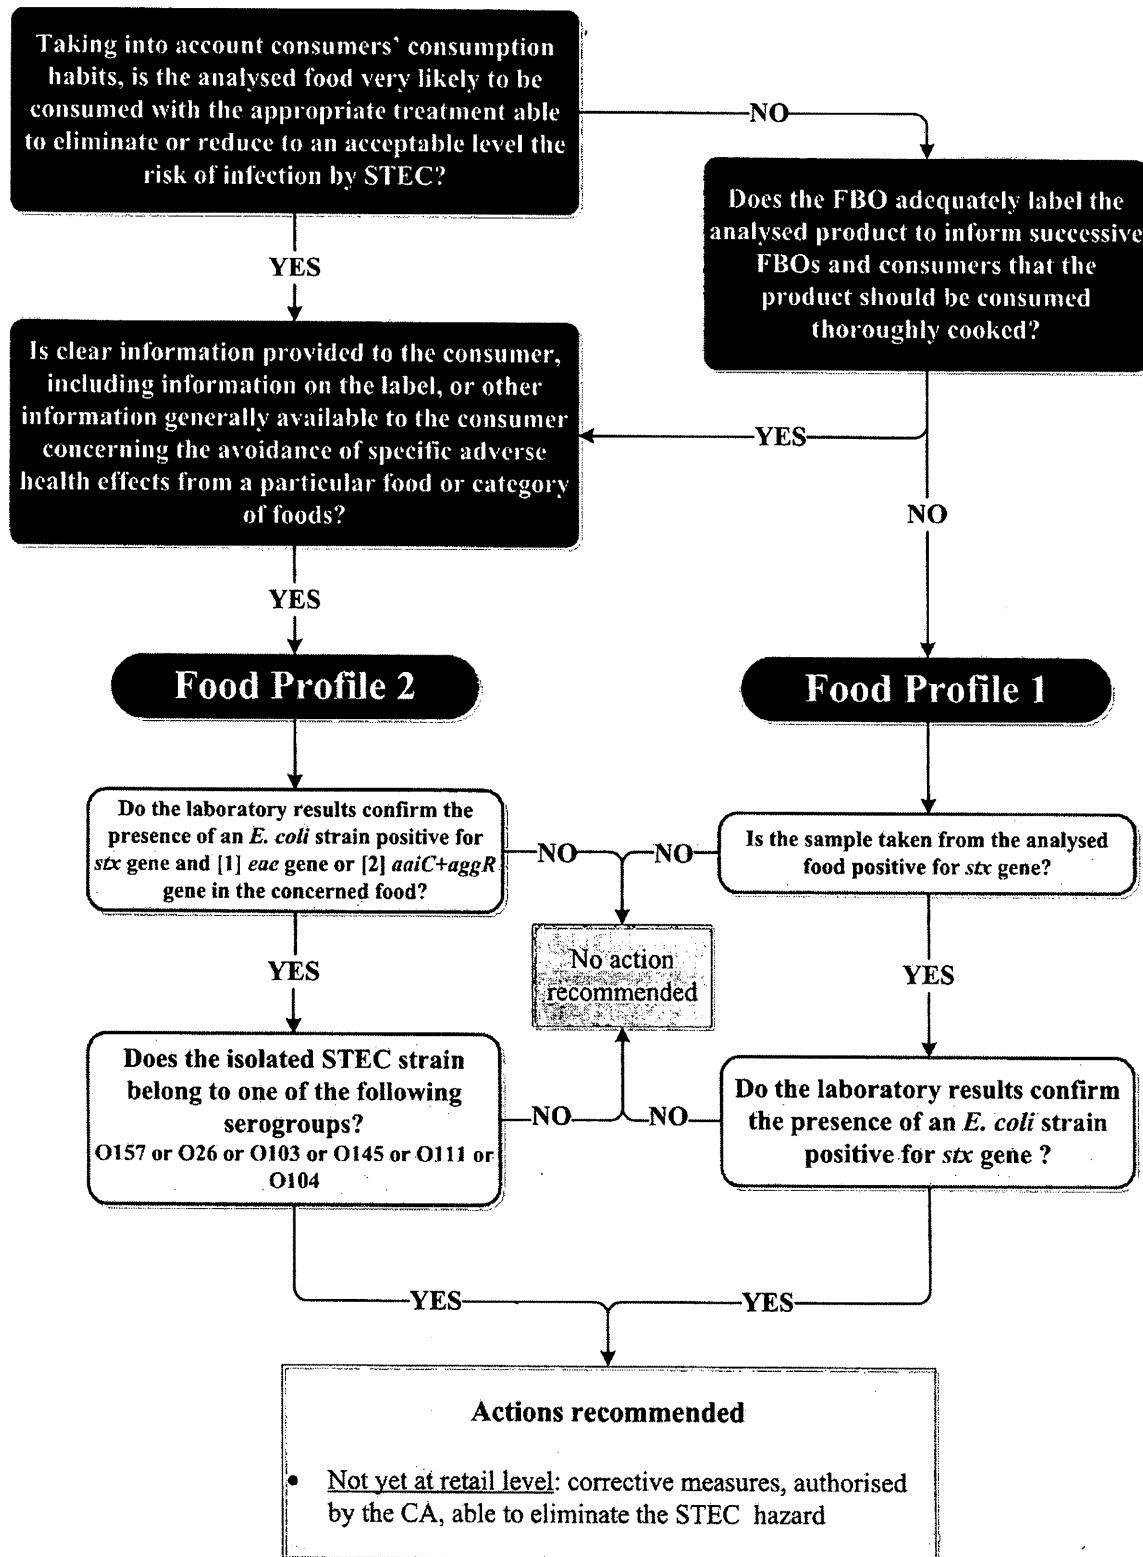 Taking into account consumers' consumption
habits, is the analysed food very likely to be
consumed with the appropriate treatment able
to eliminate or reduce to an acceptable level the
risk of infection by STEC?
NO
Does the FBO adequately label the
analysed product to inform successive
FBOs and consumers that the
product should be consumed
thoroughly cooked?
YES
Is clear information provided to the consumer,
including information on the label, or other
information generally available to the consumer
concerning the avoidance of specific adverse
health effects from a particular food or category
of foods?
YES
NO
YES
Food Profile 2
Food Profile 1
Do the laboratory results confirm the
presence of an E. coli strain positive for
stx gene and [1] eae gene or [2] aaiC+aggR
gene in the concerned food?
NO
NO
Is the sample taken from the analysed
food positive for stx gene?
No action
recommended
YES
YES
Does the isolated STEC strain
belong to one of the following
serogroups?
O157 or O26 or O103 or O145 or O111 or
O104
NO
NO
Do the laboratory results confirm
the presence of an E. coli strain
positive for stx gene ?
YES
YES
Actions recommended
• Not yet at retail level: corrective measures, authorised
by the CA, able to eliminate the STEC hazard